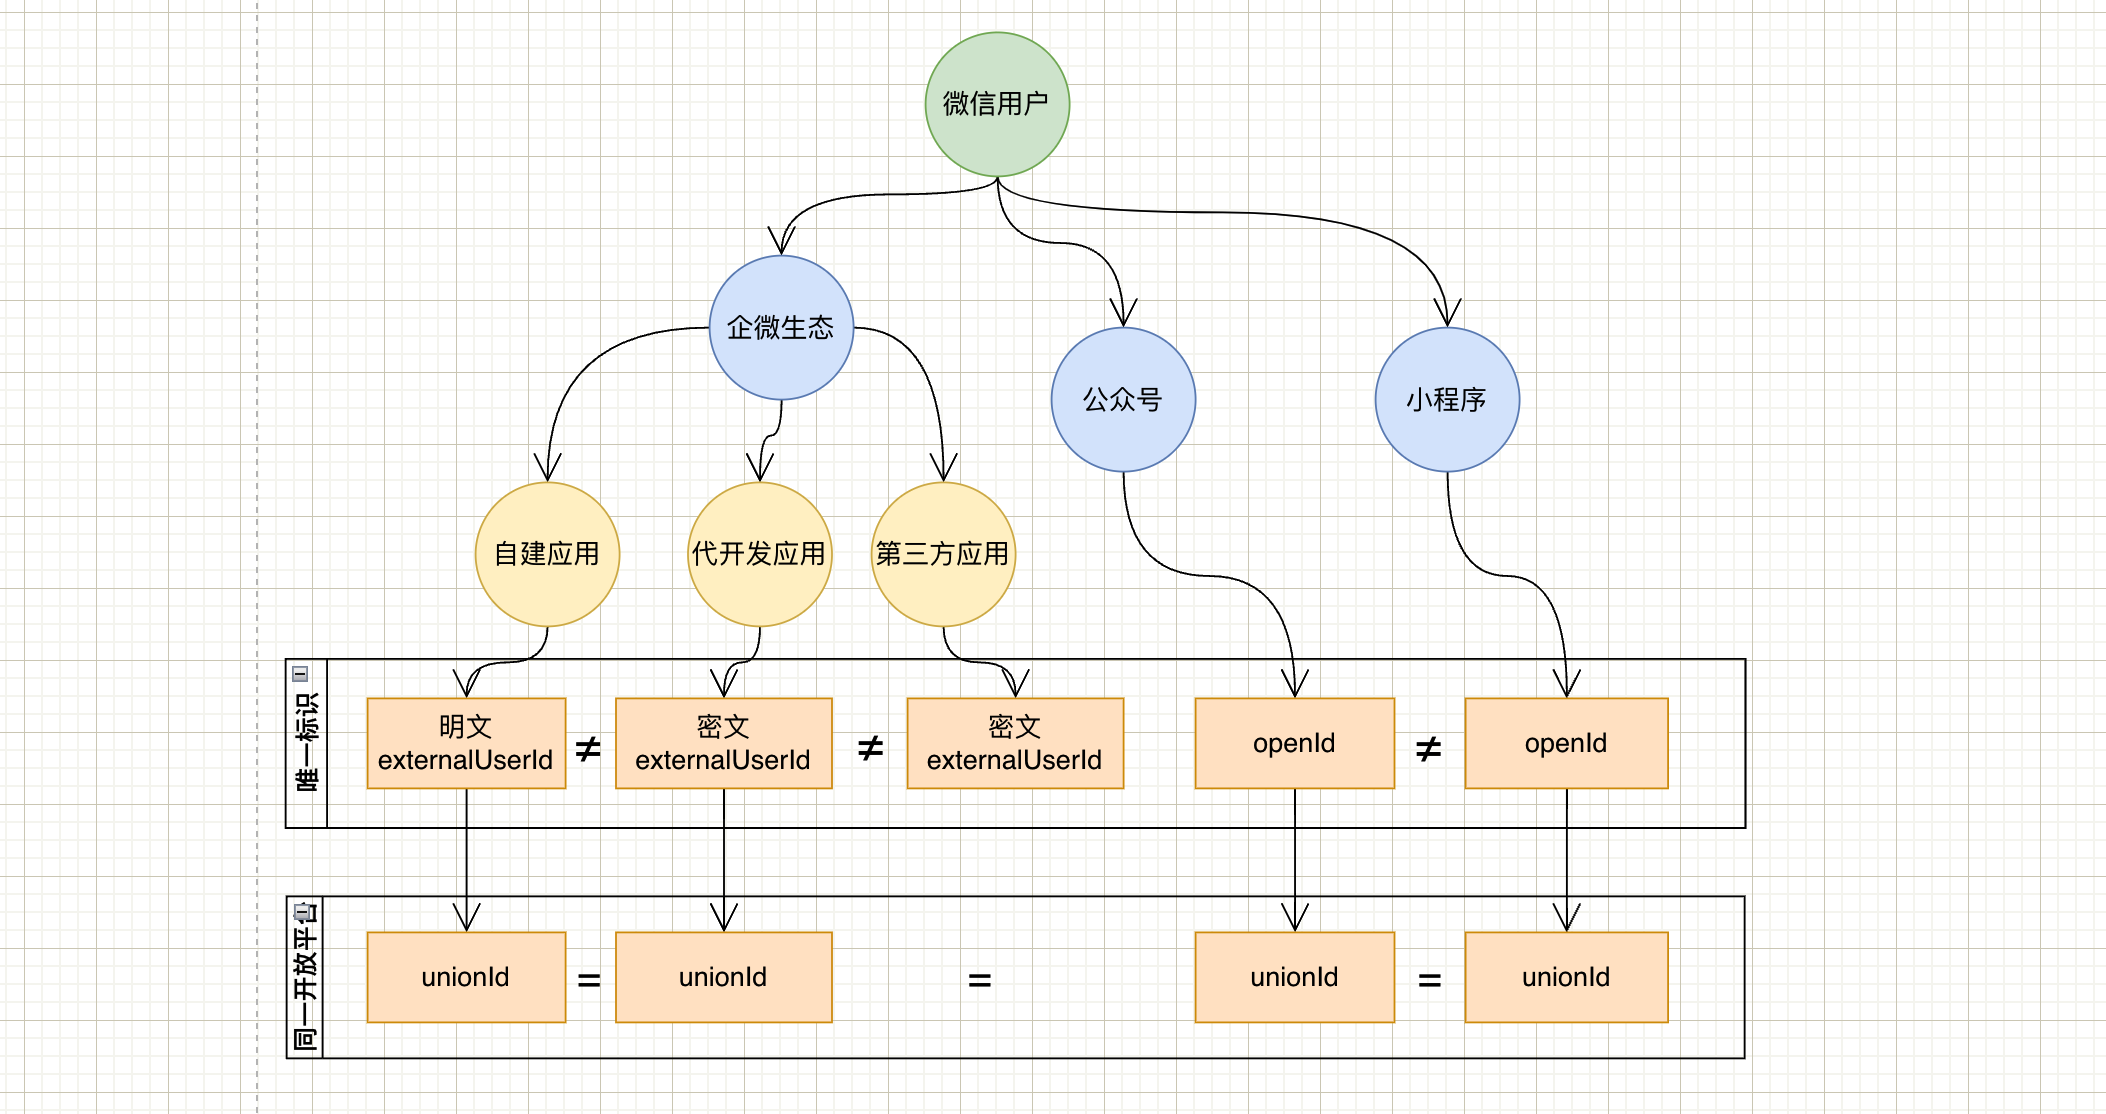 微信用户
企微生态
公众号
小程序
自建应用
代开发应用
第三方应用
唯一标识
明文
externalUserId
≠
密文
externalUserId
≠
密文
externalUserId
openId
≠
openId
同一开放平台
unionId
=
unionId
=
unionId
=
unionId